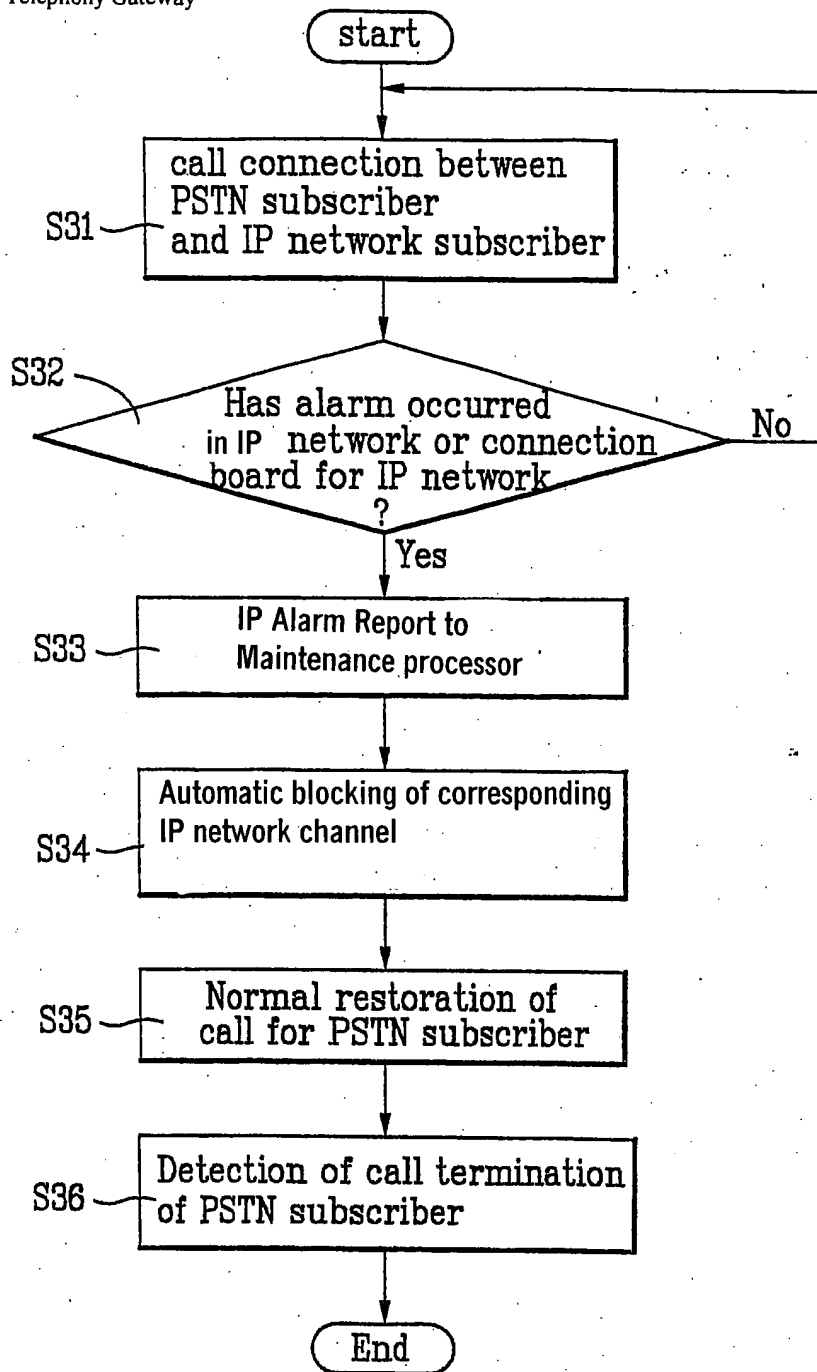 Telephony Gateway
start
call connection between
PSTN subscriber
and IP network subscriber
S31
S32
Has alarm occurred
in IP network or connection
board for IP network
?
No
Yes
IP Alarm Report to
Maintenance processor
S33
Automatic blocking of corresponding
IP network channel
S34
Normal restoration of
call for PSTN subscriber
S35
Detection of call termination
of PSTN subscriber
S36
End